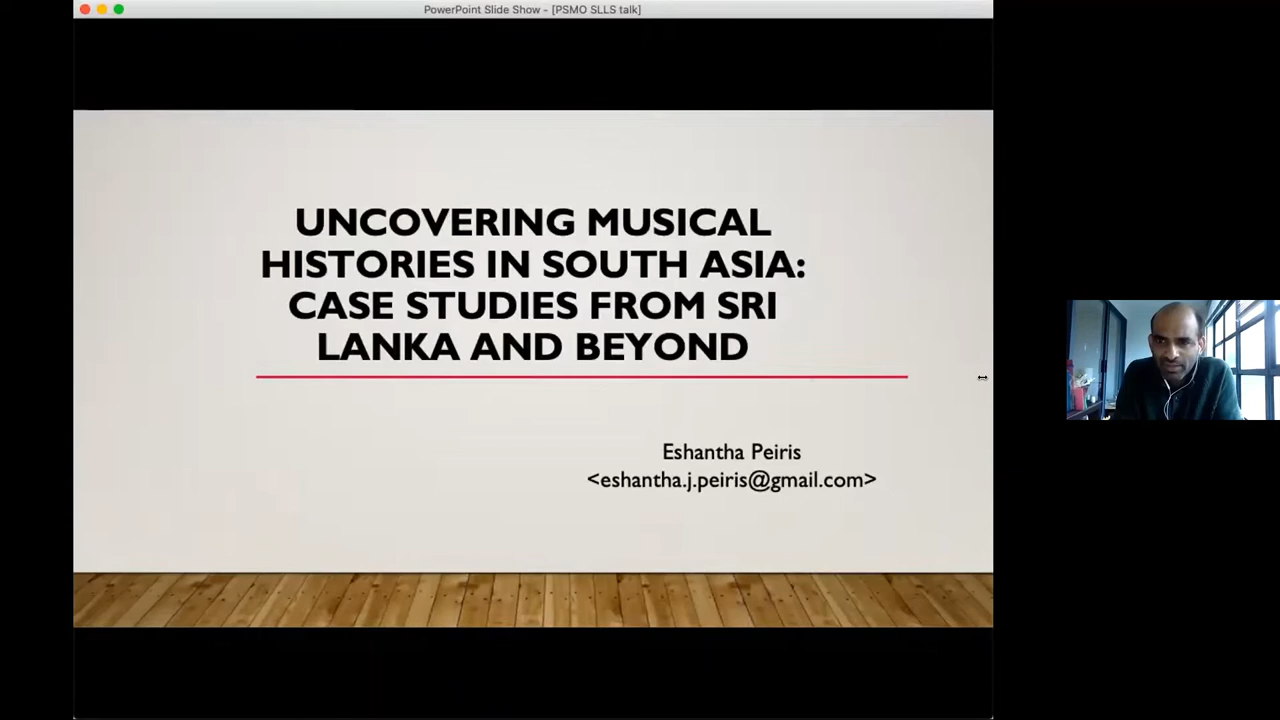 PowerPoint Slide Show - [PSMO SLLS talk]
UNCOVERING MUSICAL
HISTORIES IN SOUTH ASIA:
CASE STUDIES FROM SRI
LANKA AND BEYOND
Eshantha Peiris
<eshantha.j.peiris@gmail.com>